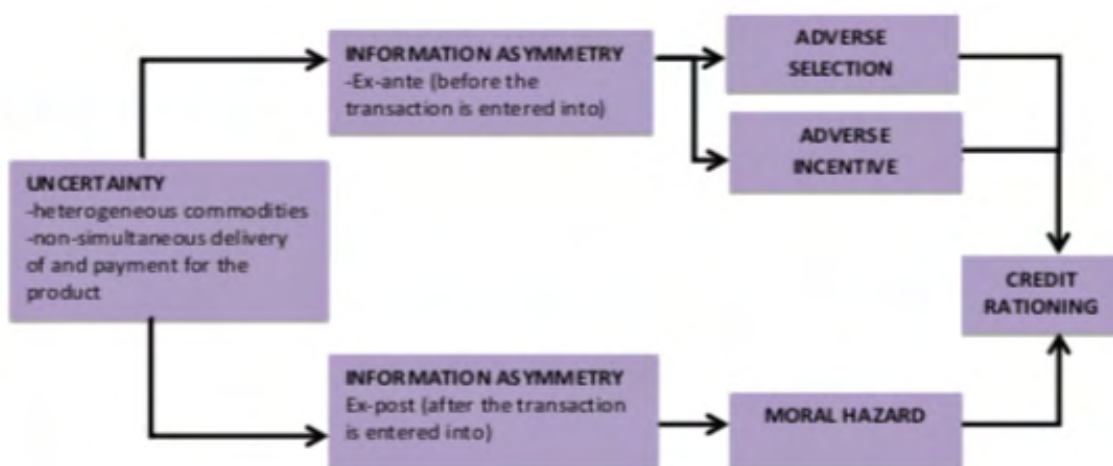 INFORMATION ASYMMETRY
-Ex-ante (before the
transaction is entered into)
ADVERSE
SELECTION
ADVERSE
INCENTIVE
UNCERTAINTY
-heterogeneous commodities
-non-simultaneous delivery
of and payment for the
product
CREDIT
RATIONING
INFORMATION ASYMMETRY
Ex-post (after the transaction
is entered into)
MORAL HAZARD